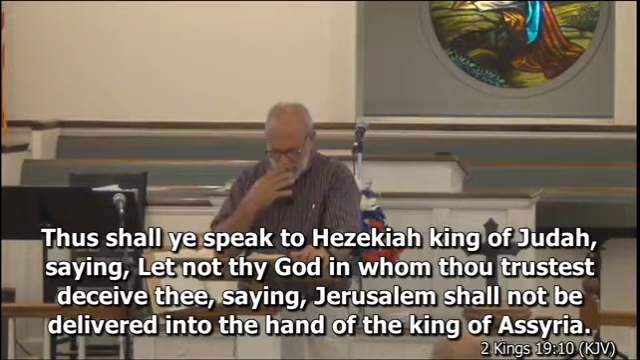 Thus shall ye speak to Hezekiah king of Judah,
saying, Let not thy God in whom thou trustest
deceive thee, saying, Jerusalem shall not be
delivered into the hand of the king of Assyria.
2 Kings 19:10 (KJV)